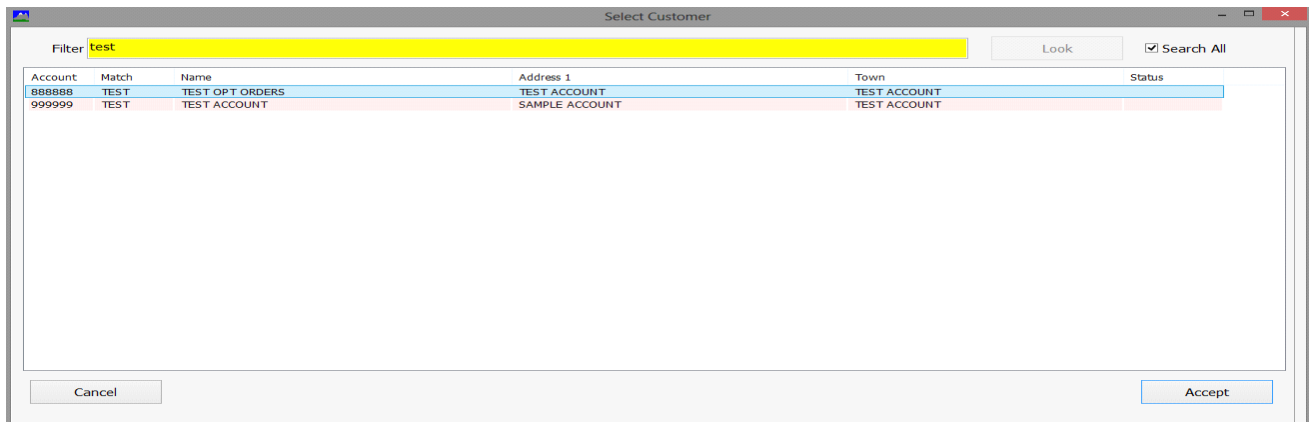 Select Customer
Filter test Look Search All
Account Match Name Address 1 Town Status
888888 TEST TEST OPT ORDERS TEST ACCOUNT TEST ACCOUNT
999999 TEST TEST ACCOUNT SAMPLE ACCOUNT TEST ACCOUNT
Cancel Accept